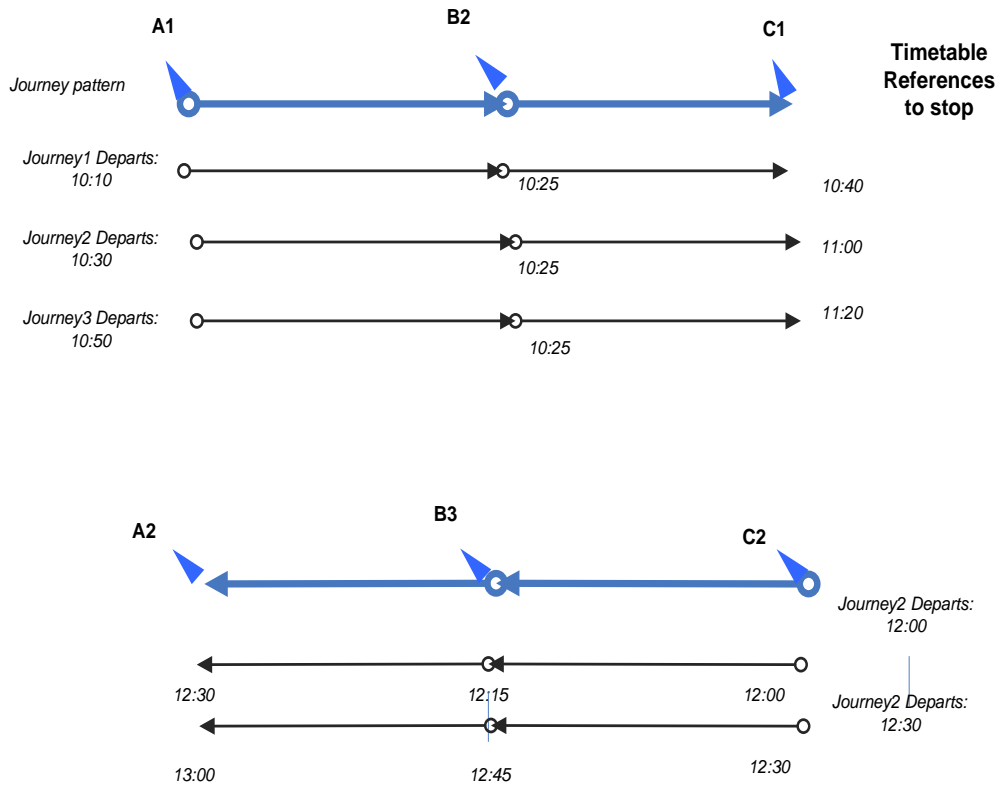 A1
B2
C1
Timetable
References
to stop
Journey pattern
Journey1 Departs:
10:10
10:25
10:40
Journey2 Departs:
10:30
10:25
11:00
Journey3 Departs:
10:50
10:25
11:20
A2
B3
C2
Journey2 Departs:
12:00
12:30
12:15
12:00
Journey2 Departs:
12:30
13:00
12:45
12:30